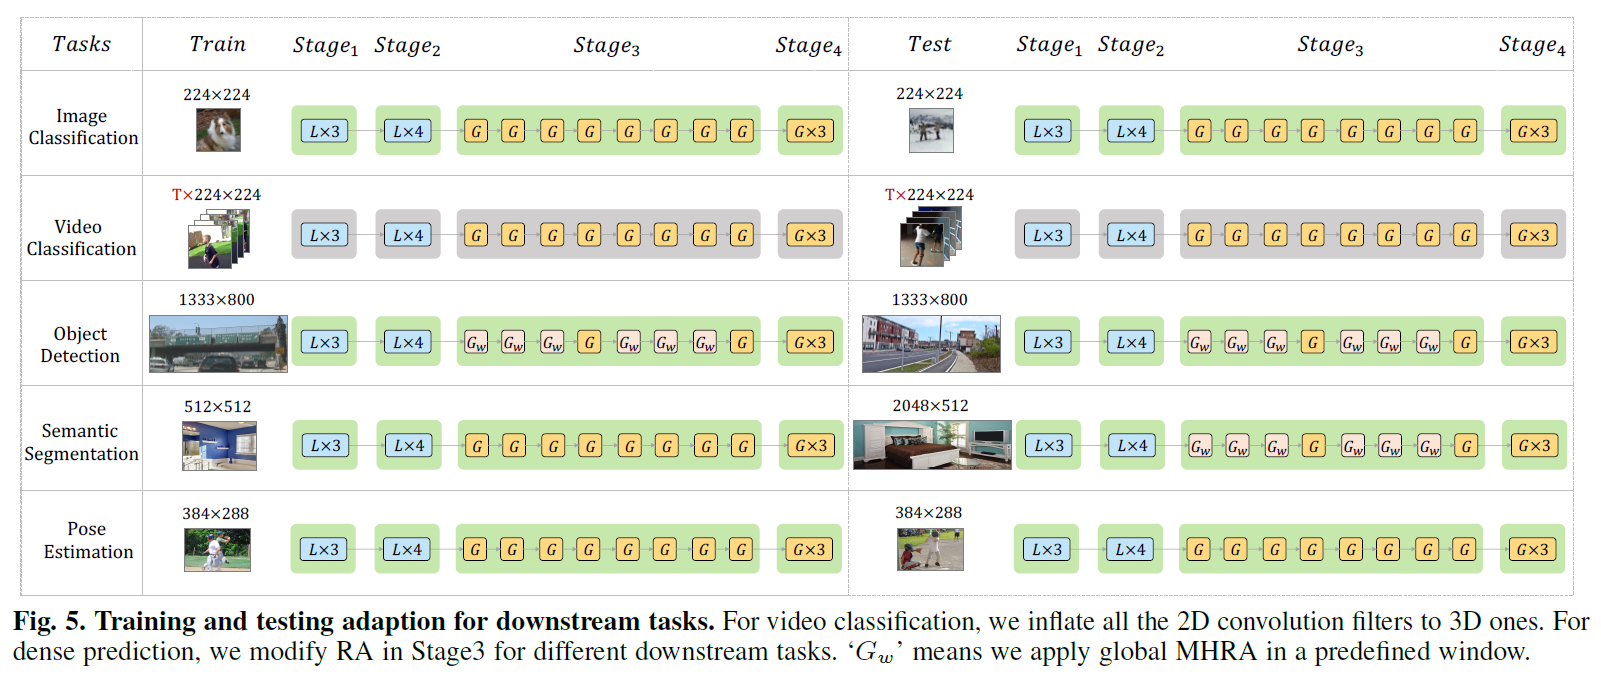 Tasks Train Stage1 Stage2 Stage3 Stage4 Test Stage1 Stage2 Stage3 Stage4
Image Classification 224×224 L×3 L×4 G G G G G G G G G×3 224×224 L×3 L×4 G G G G G G G G G×3
Video Classification T×224×224 L×3 L×4 G G G G G G G G G×3 T×224×224 L×3 L×4 G G G G G G G G G×3
Object Detection 1333×800 L×3 L×4 Gw Gw Gw G Gw Gw Gw G G×3 1333×800 L×3 L×4 Gw Gw Gw G Gw Gw Gw G G×3
Semantic Segmentation 512×512 L×3 L×4 G G G G G G G G G×3 2048×512 L×3 L×4 Gw Gw Gw G Gw Gw Gw G G×3
Pose Estimation 384×288 L×3 L×4 G G G G G G G G G×3 384×288 L×3 L×4 G G G G G G G G G×3
Fig. 5. Training and testing adaption for downstream tasks. For video classification, we inflate all the 2D convolution filters to 3D ones. For
dense prediction, we modify RA in Stage3 for different downstream tasks. ‘Gw’ means we apply global MHRA in a predefined window.